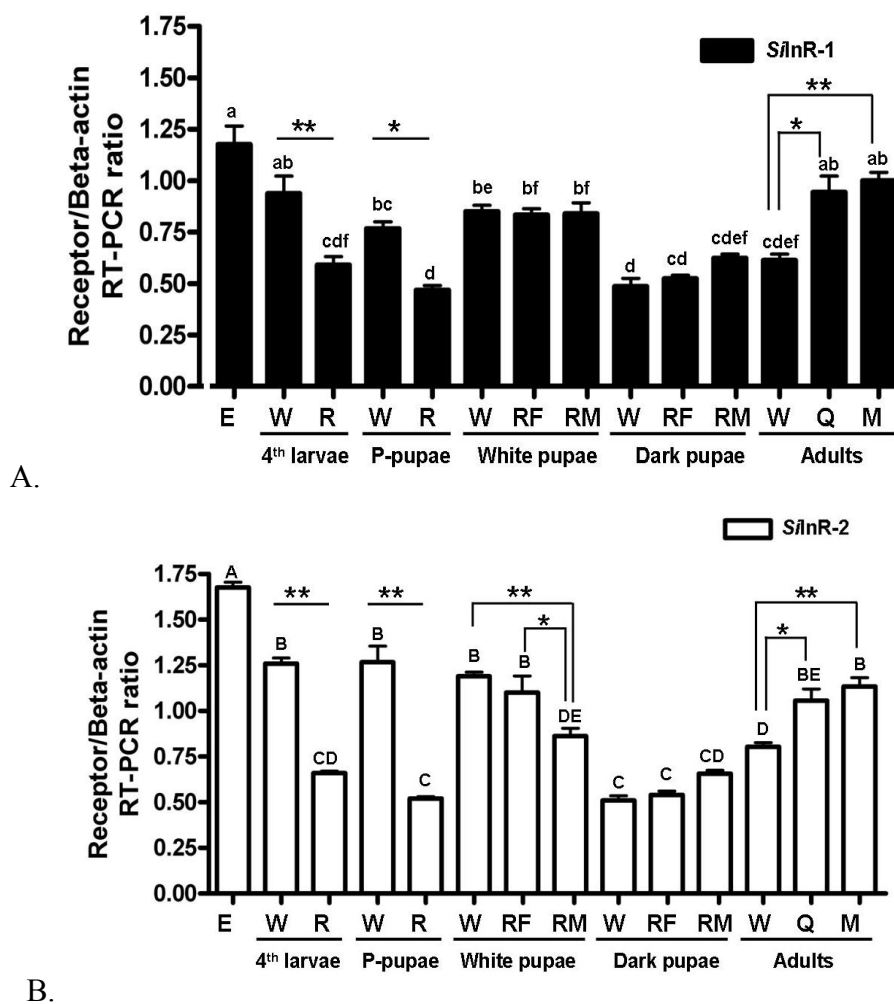 SiInR-1
Receptor/Beta-actin
RT-PCR ratio
1.75
1.50
1.25
1.00
0.75
0.50
0.25
0.00
a
ab
cdf
bc
d
be
bf
bf
d
cd
cdef
cdef
ab
ab
**
*
**
*
E W R W R W RF RM W RF RM W Q M
4th larvae P-pupae White pupae Dark pupae Adults
A.
SiInR-2
Receptor/Beta-actin
RT-PCR ratio
1.75
1.50
1.25
1.00
0.75
0.50
0.25
0.00
A
B
CD
B
C
B
B
DE
C
C
CD
D
BE
B
**
**
**
*
**
*
E W R W R W RF RM W RF RM W Q M
4th larvae P-pupae White pupae Dark pupae Adults
B.